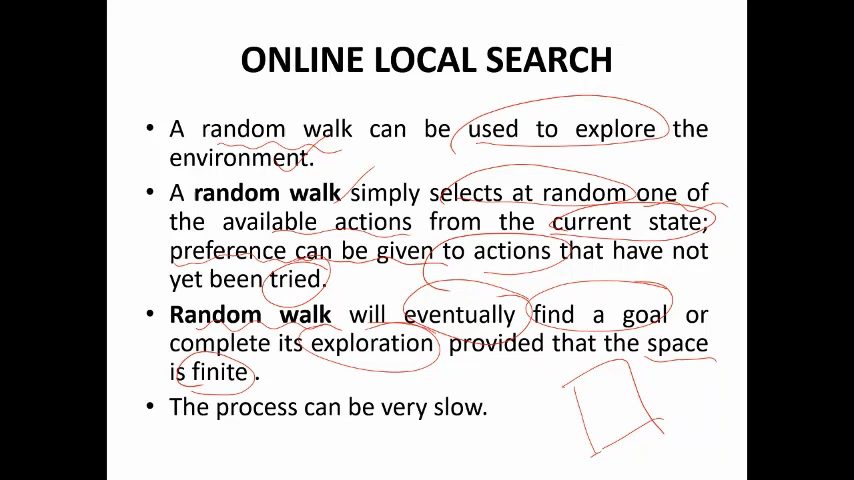 ONLINE LOCAL SEARCH
• A random walk can be used to explore the
environment.
• A random walk simply selects at random one of
the available actions from the current state;
preference can be given to actions that have not
yet been tried.
• Random walk will eventually find a goal or
complete its exploration provided that the space
is finite .
• The process can be very slow.